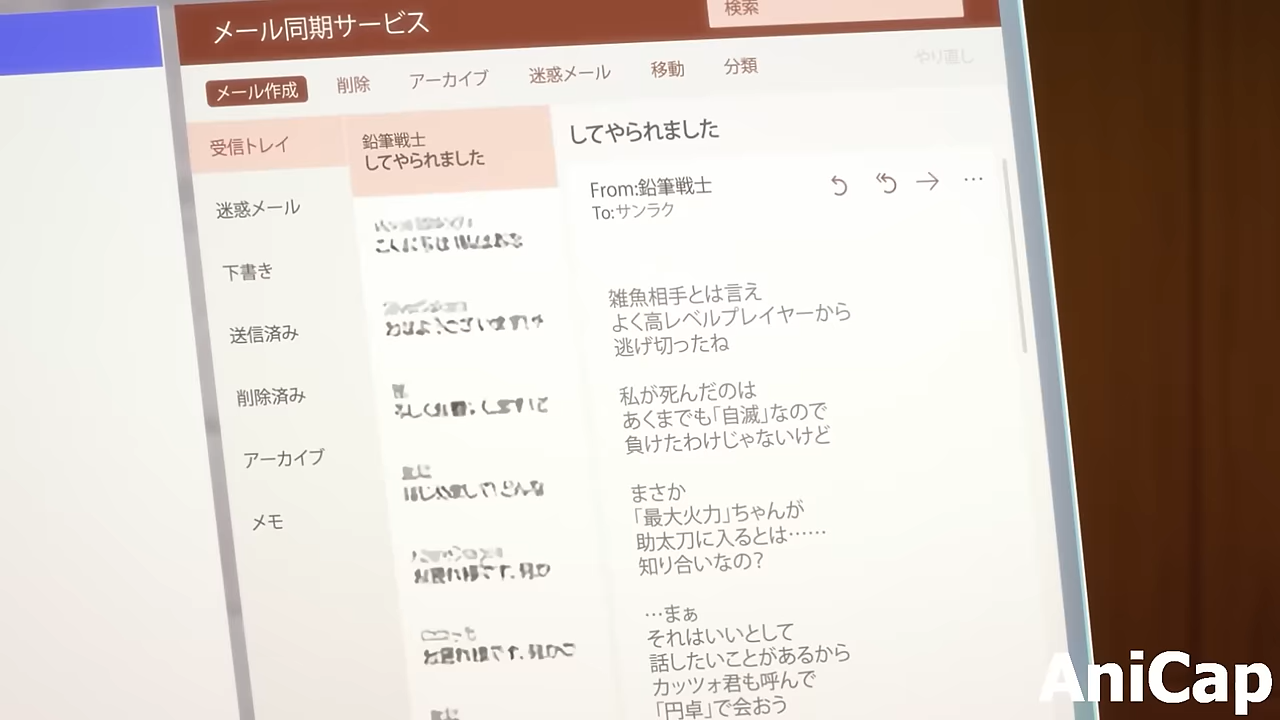 メール同期サービス
検索
メール作成
削除
アーカイブ
迷惑メール
移動
分類
やり直し
受信トレイ
迷惑メール
下書き
送信済み
削除済み
アーカイブ
メモ
鉛筆戦士
してやられました
してやられました
From:鉛筆戦士
To:サンラク
雑魚相手とは言え
よく高レベルプレイヤーから
逃げ切ったね
私が死んだのは
あくまでも「自滅」なので
負けたわけじゃないけど
まさか
「最大火力」ちゃんが
助太刀に入るとは……
知り合いなの?
…まぁ
それはいいとして
話したいことがあるから
カッツォ君も呼んで
「円卓」で会おう
AniCap